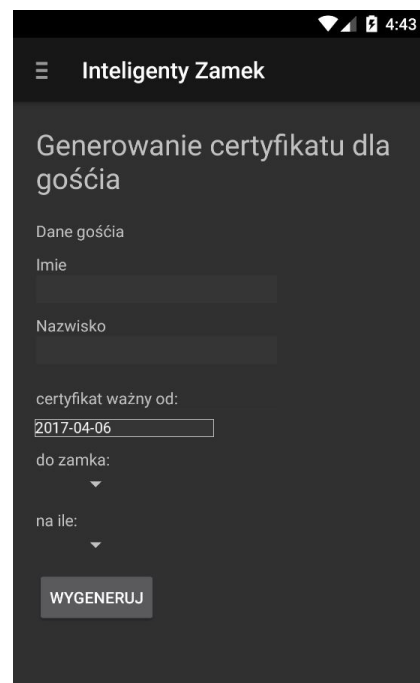 4:43
Inteligenty Zamek
Generowanie certyfikatu dla
gośćia
Dane gośćia
Imie
Nazwisko
certyfikat ważny od:
2017-04-06
do zamka:
na ile:
WYGENERUJ